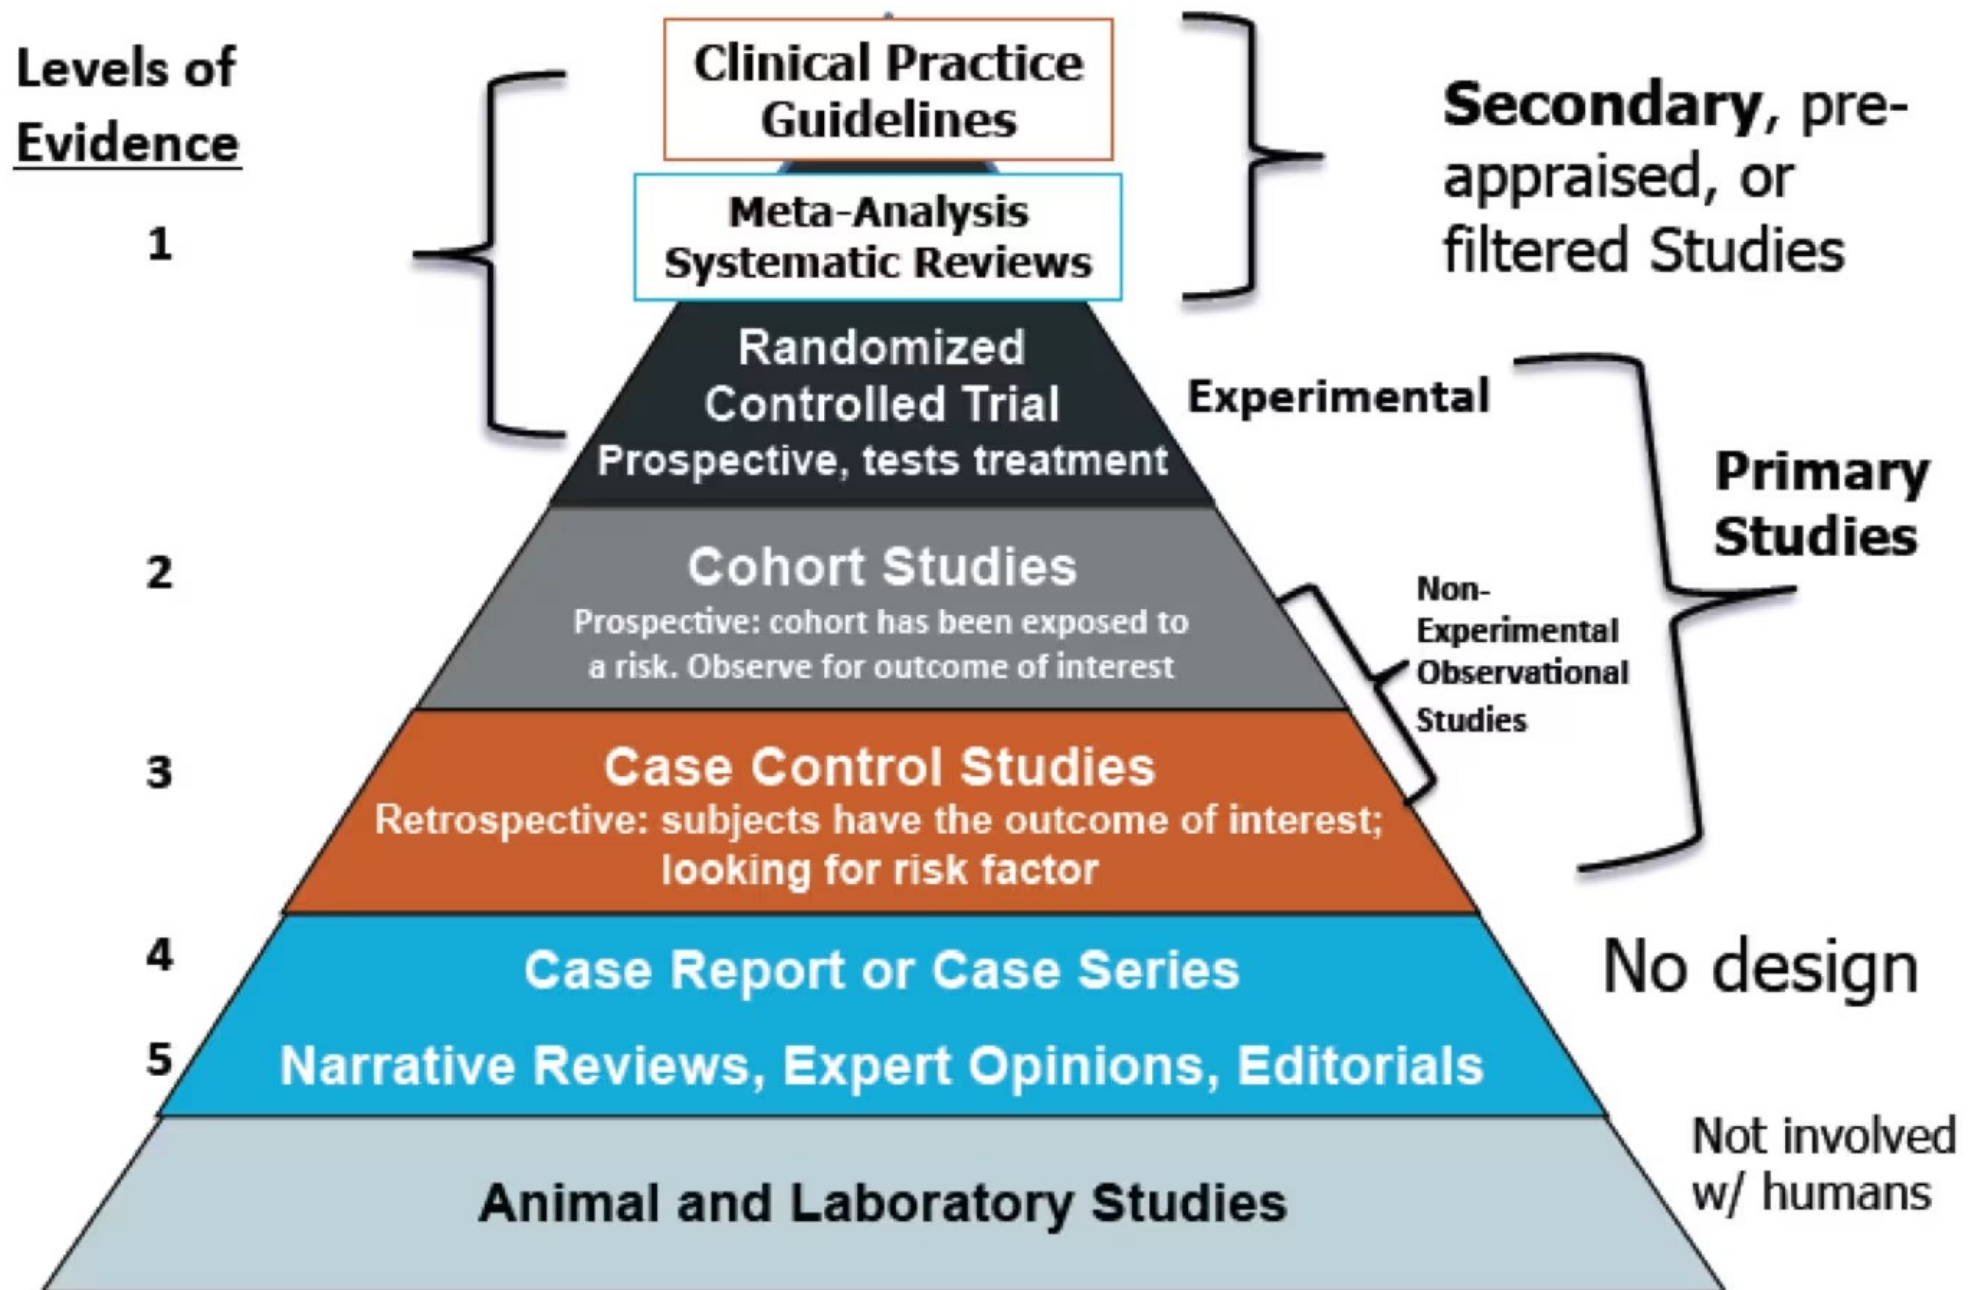 Levels of
Evidence
1
2
3
4
5
Clinical Practice
Guidelines
Meta-Analysis
Systematic Reviews
Randomized
Controlled Trial
Prospective, tests treatment
Cohort Studies
Prospective: cohort has been exposed to
a risk. Observe for outcome of interest
Case Control Studies
Retrospective: subjects have the outcome of interest;
looking for risk factor
Case Report or Case Series
Narrative Reviews, Expert Opinions, Editorials
Animal and Laboratory Studies
Secondary, pre-
appraised, or
filtered Studies
Experimental
Primary
Studies
Non-
Experimental
Observational
Studies
No design
Not involved
w/ humans